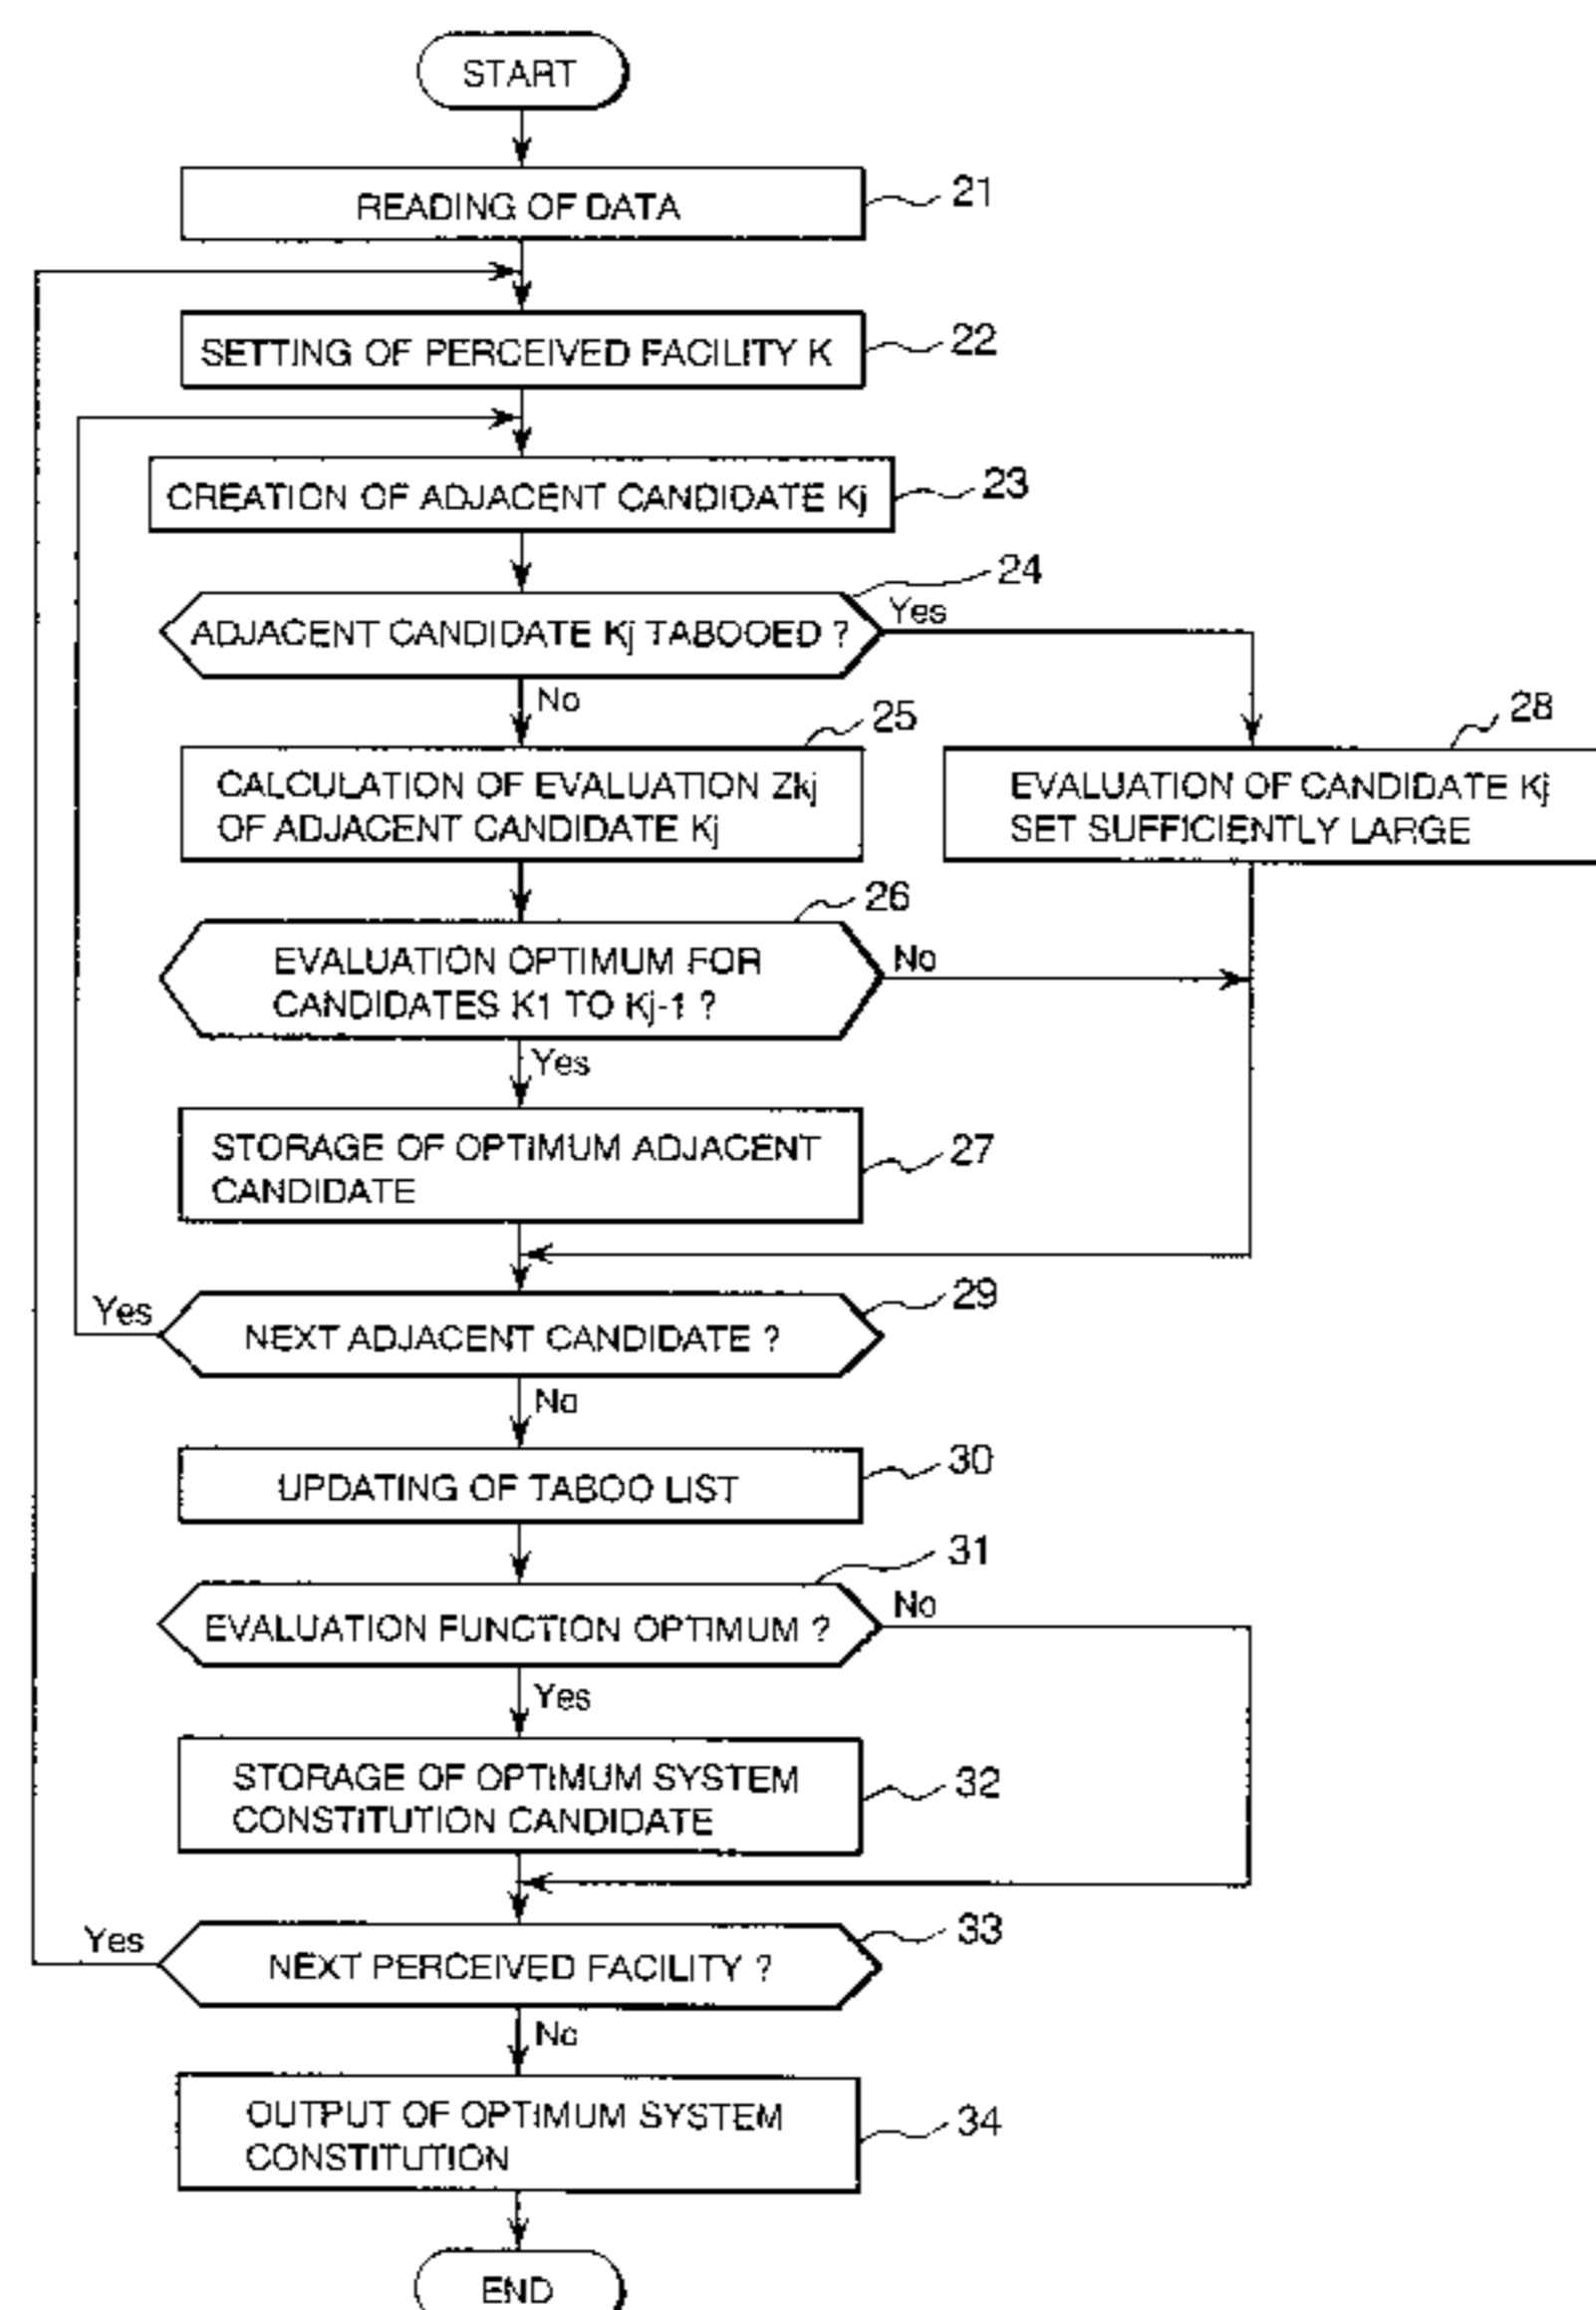 START
READING OF DATA
21
SETTING OF PERCEIVED FACILITY K
22
CREATION OF ADJACENT CANDIDATE Kj
23
24
ADJACENT CANDIDATE Kj TABOOED ?
Yes
No
25
CALCULATION OF EVALUATION Zkj
OF ADJACENT CANDIDATE Kj
28
EVALUATION OF CANDIDATE Kj
SET SUFFICIENTLY LARGE
26
EVALUATION OPTIMUM FOR
CANDIDATES K1 TO Kj-1 ?
No
Yes
STORAGE OF OPTIMUM ADJACENT
CANDIDATE
27
29
Yes
NEXT ADJACENT CANDIDATE ?
No
UPDATING OF TABOO LIST
30
31
EVALUATION FUNCTION OPTIMUM ?
No
Yes
STORAGE OF OPTIMUM SYSTEM
CONSTITUTION CANDIDATE
32
33
Yes
NEXT PERCEIVED FACILITY ?
No
OUTPUT OF OPTIMUM SYSTEM
CONSTITUTION
34
END